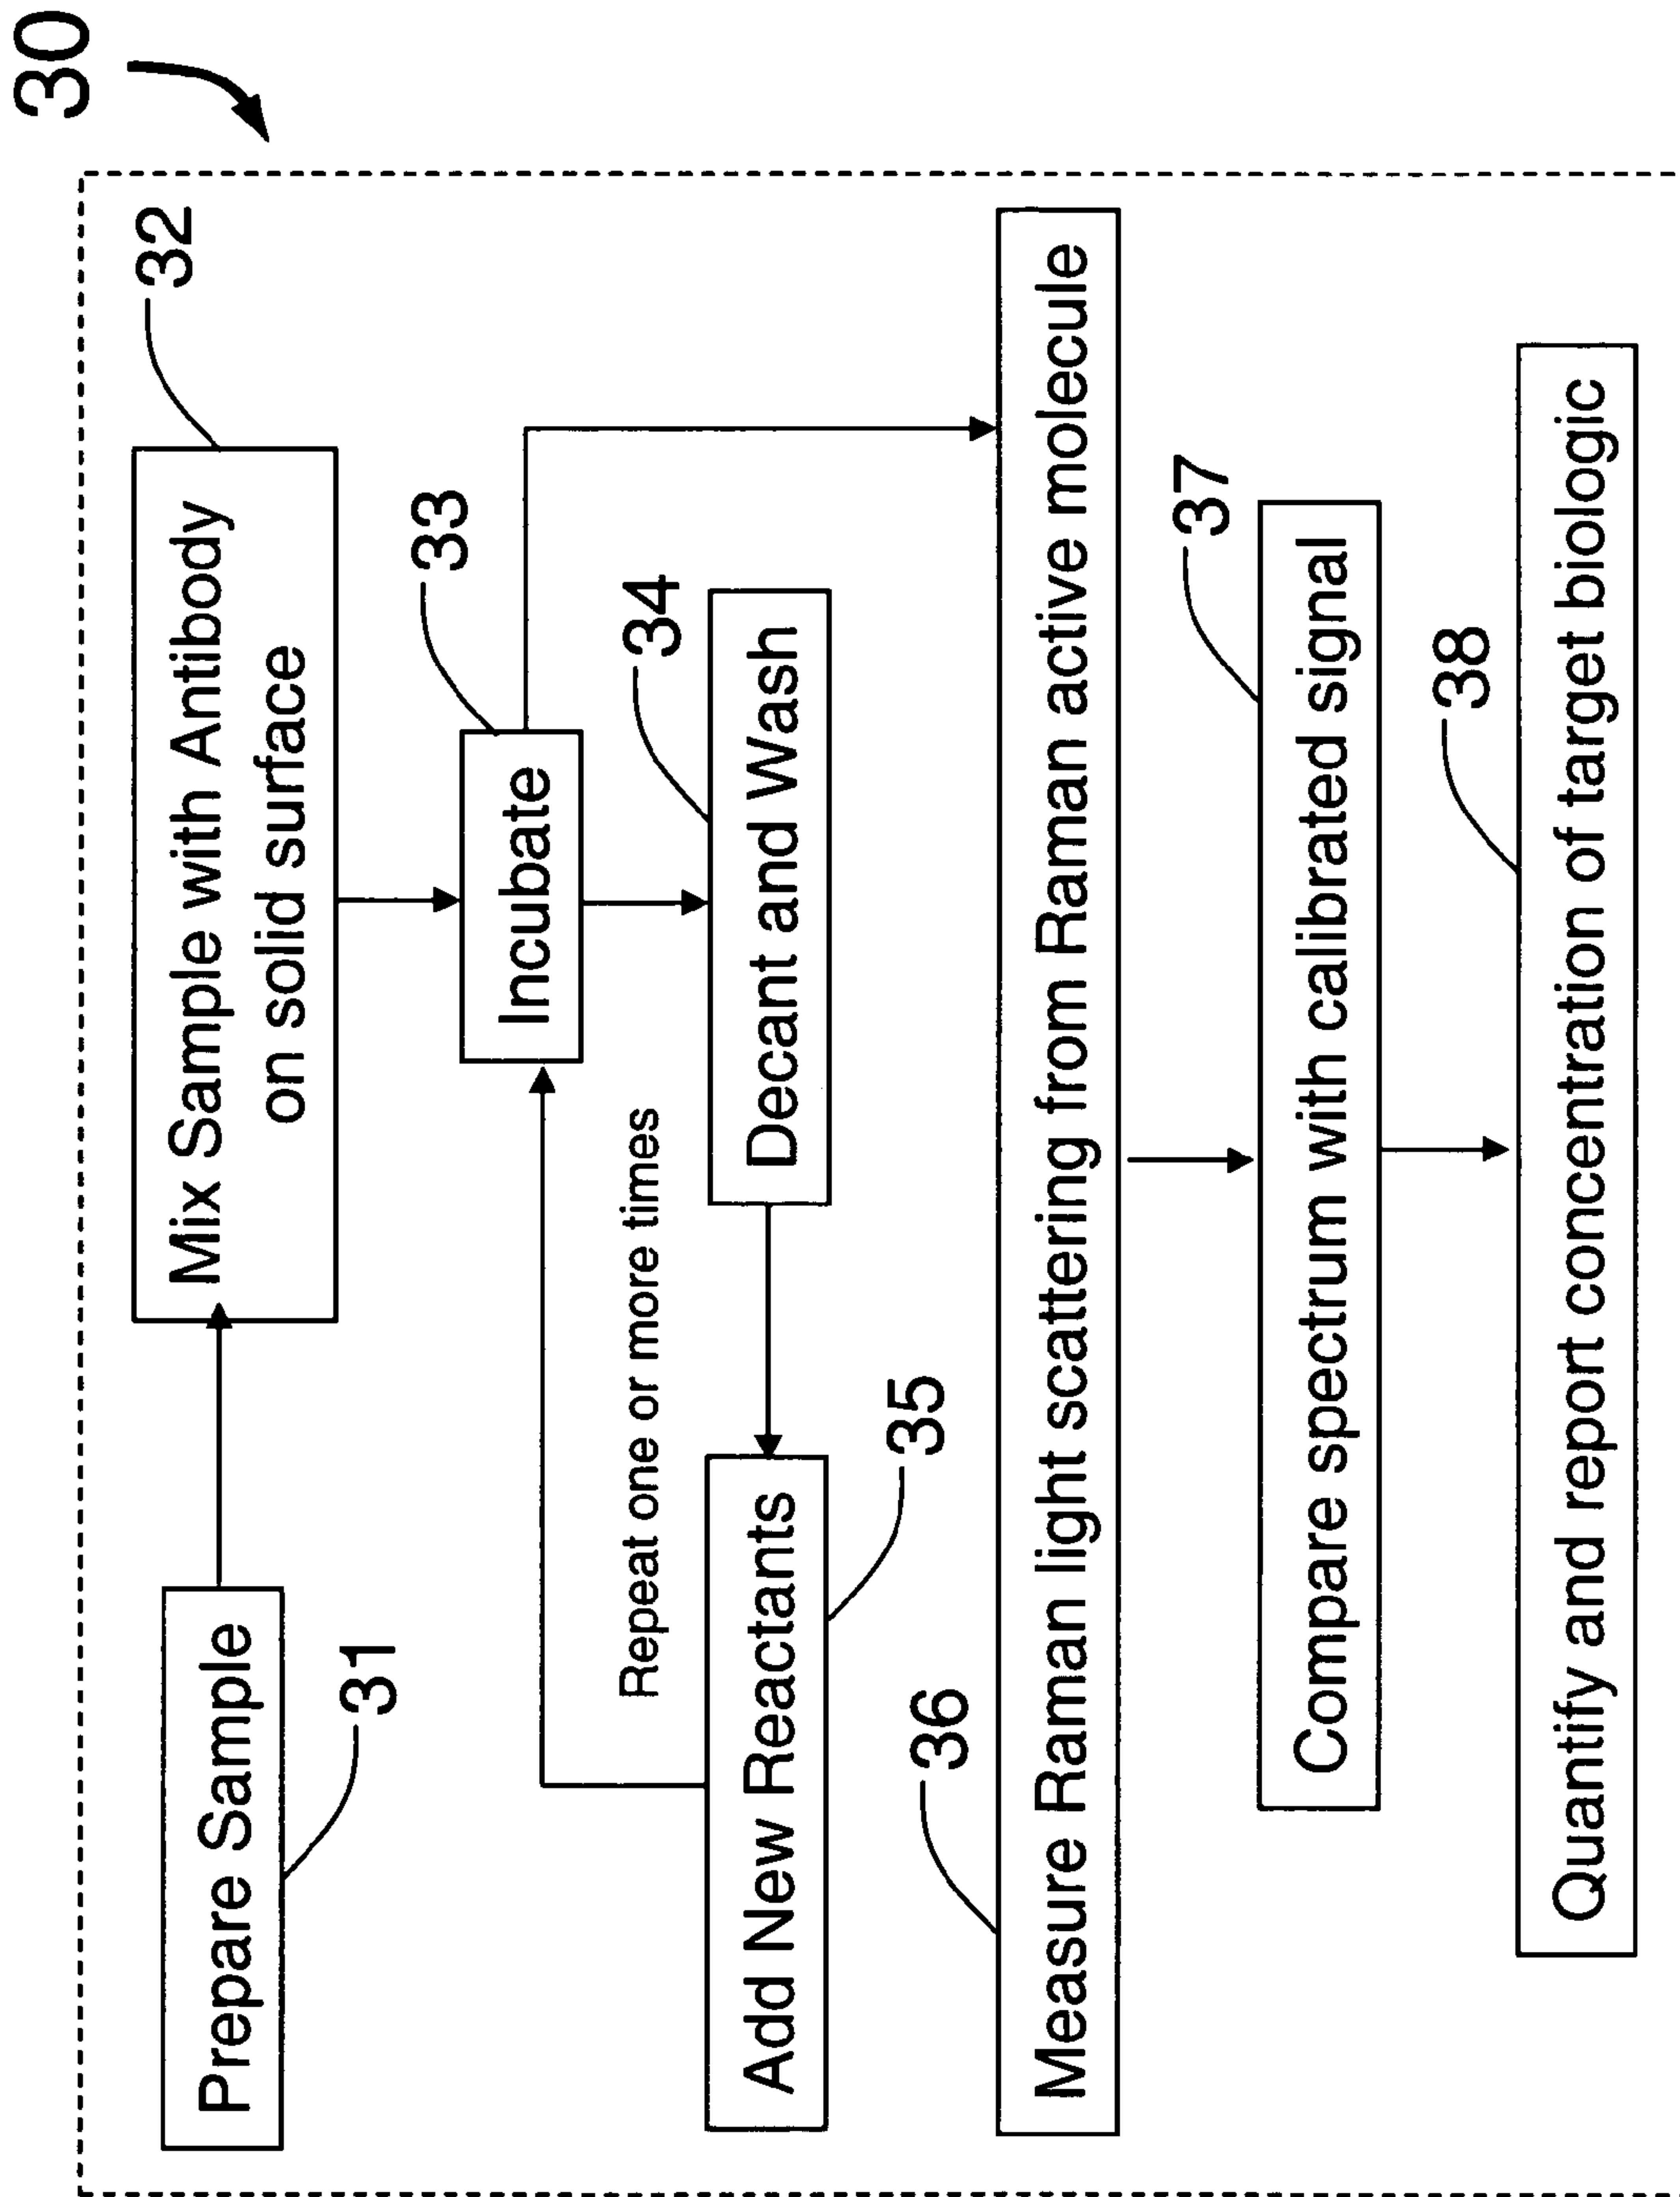 30
Prepare Sample
31
Mix Sample with Antibody
on solid surface
32
Incubate
33
Decant and Wash
34
Repeat one or more times
Add New Reactants
35
36
Measure Raman light scattering from Raman active molecule
37
Compare spectrum with calibrated signal
38
Quantify and report concentration of target biologic